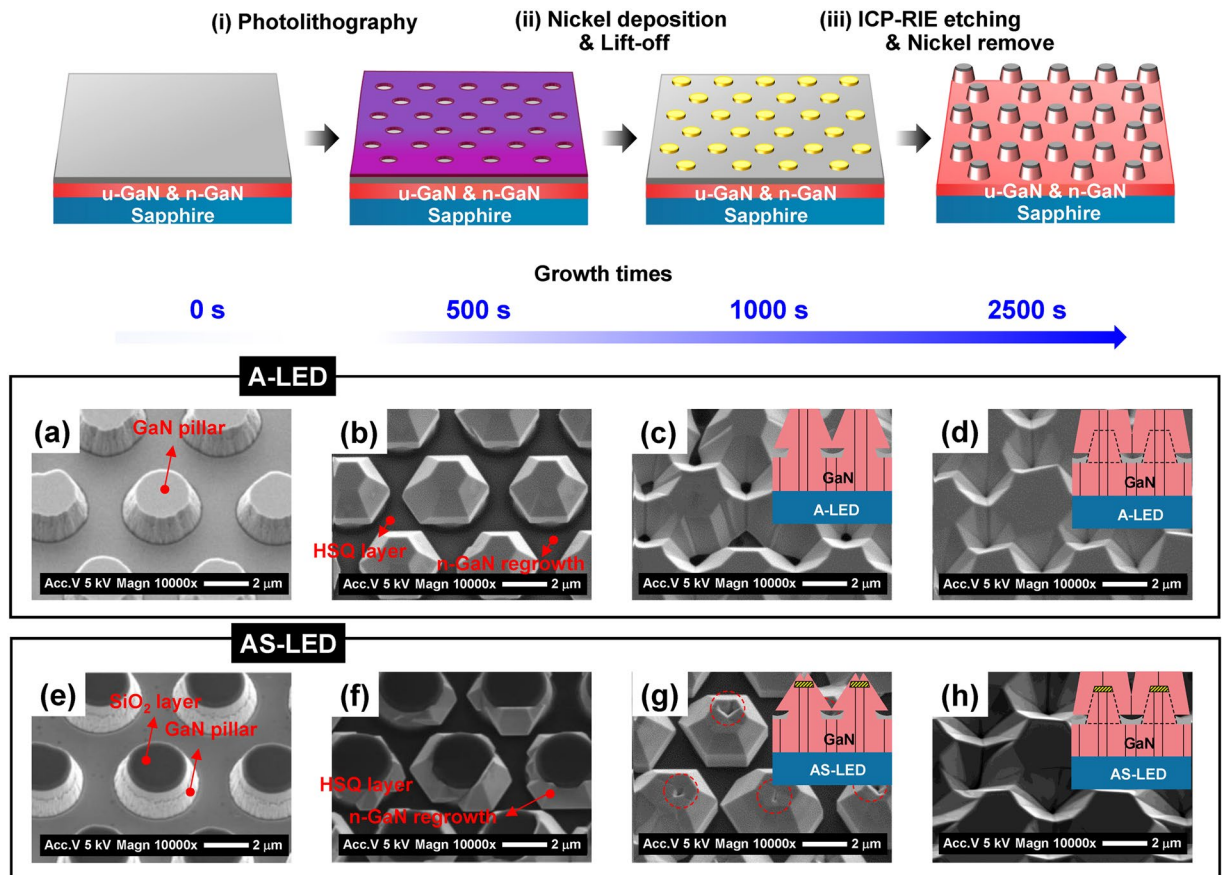 (i) Photolithography
(ii) Nickel deposition
& Lift-off
(iii) ICP-RIE etching
& Nickel remove
u-GaN & n-GaN
Sapphire
u-GaN & n-GaN
Sapphire
u-GaN & n-GaN
Sapphire
u-GaN & n-GaN
Sapphire
Growth times
0 s
500 s
1000 s
2500 s
A-LED
(a)
GaN pillar
Acc.V 5 kV Magn 10000x 2 μm
(b)
HSQ layer
n-GaN regrowth
Acc.V 5 kV Magn 10000x 2 μm
(c)
GaN
A-LED
Acc.V 5 kV Magn 10000x 2 μm
(d)
GaN
A-LED
Acc.V 5 kV Magn 10000x 2 μm
AS-LED
(e)
SiO₂ layer
GaN pillar
Acc.V 5 kV Magn 10000x 2 μm
(f)
HSQ layer
n-GaN regrowth
Acc.V 5 kV Magn 10000x 2 μm
(g)
GaN
AS-LED
Acc.V 5 kV Magn 10000x 2 μm
(h)
GaN
AS-LED
Acc.V 5 kV Magn 10000x 2 μm